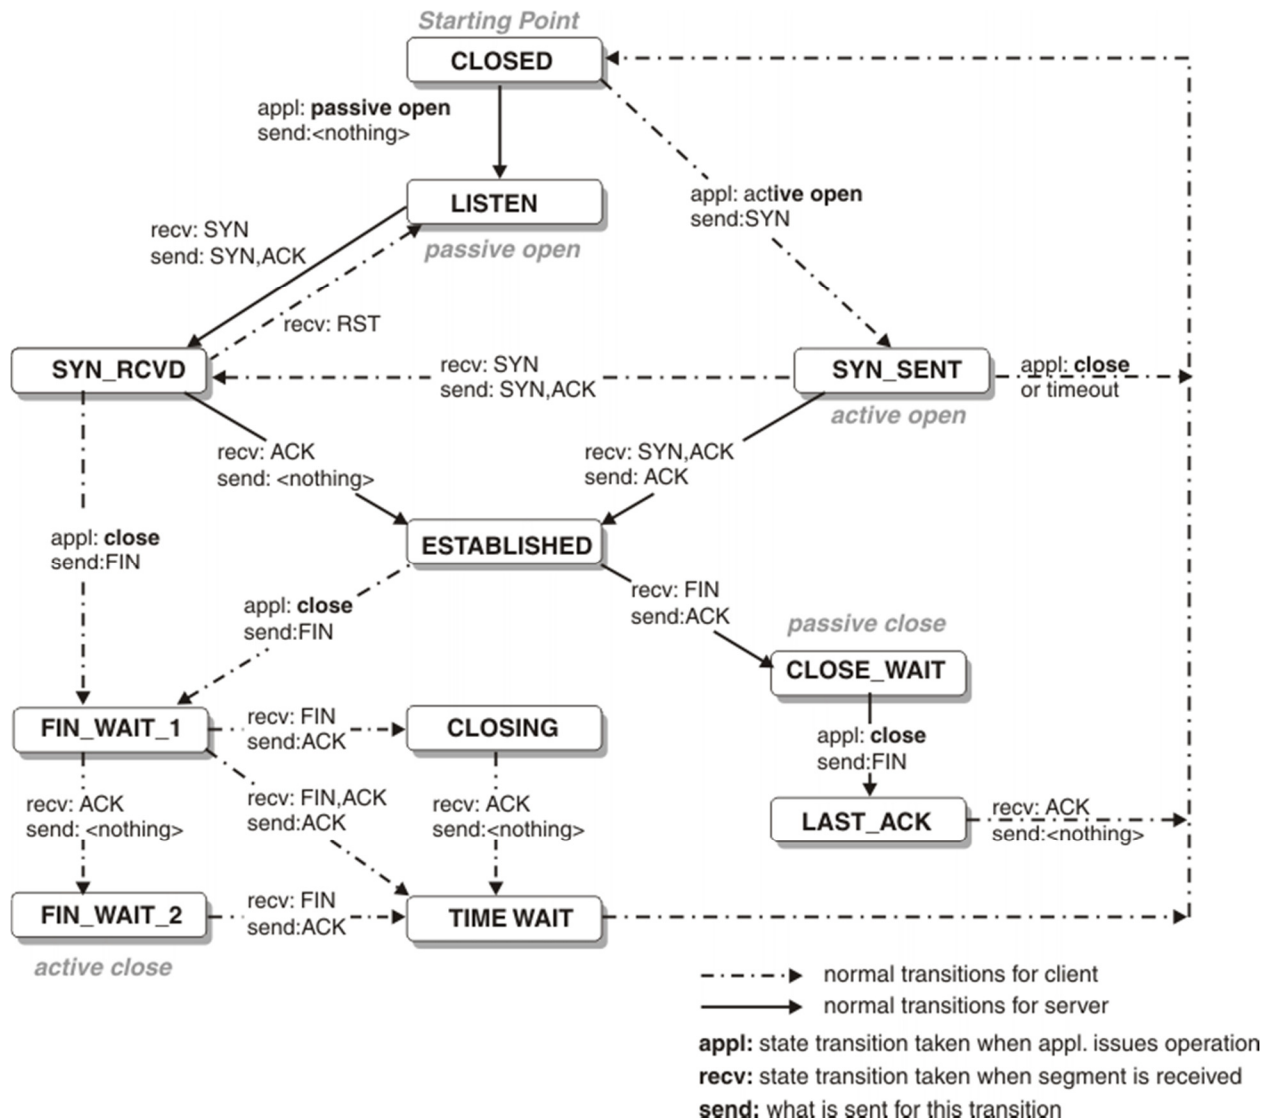 Starting Point
CLOSED
appl: passive open
send:<nothing>
LISTEN
passive open
appl: active open
send:SYN
recv: SYN
send: SYN,ACK
recv: RST
SYN_RCVD
recv: SYN
send: SYN,ACK
SYN_SENT
active open
appl: close
or timeout
recv: ACK
send: <nothing>
recv: SYN,ACK
send: ACK
appl: close
send:FIN
ESTABLISHED
appl: close
send:FIN
recv: FIN
send:ACK
passive close
CLOSE_WAIT
FIN_WAIT_1
recv: FIN
send:ACK
CLOSING
appl: close
send:FIN
recv: ACK
send: <nothing>
recv: FIN,ACK
send:ACK
recv: ACK
send:<nothing>
LAST_ACK
recv: ACK
send:<nothing>
FIN_WAIT_2
recv: FIN
send:ACK
TIME WAIT
active close
normal transitions for client
normal transitions for server
appl: state transition taken when appl. issues operation
recv: state transition taken when segment is received
send: what is sent for this transition